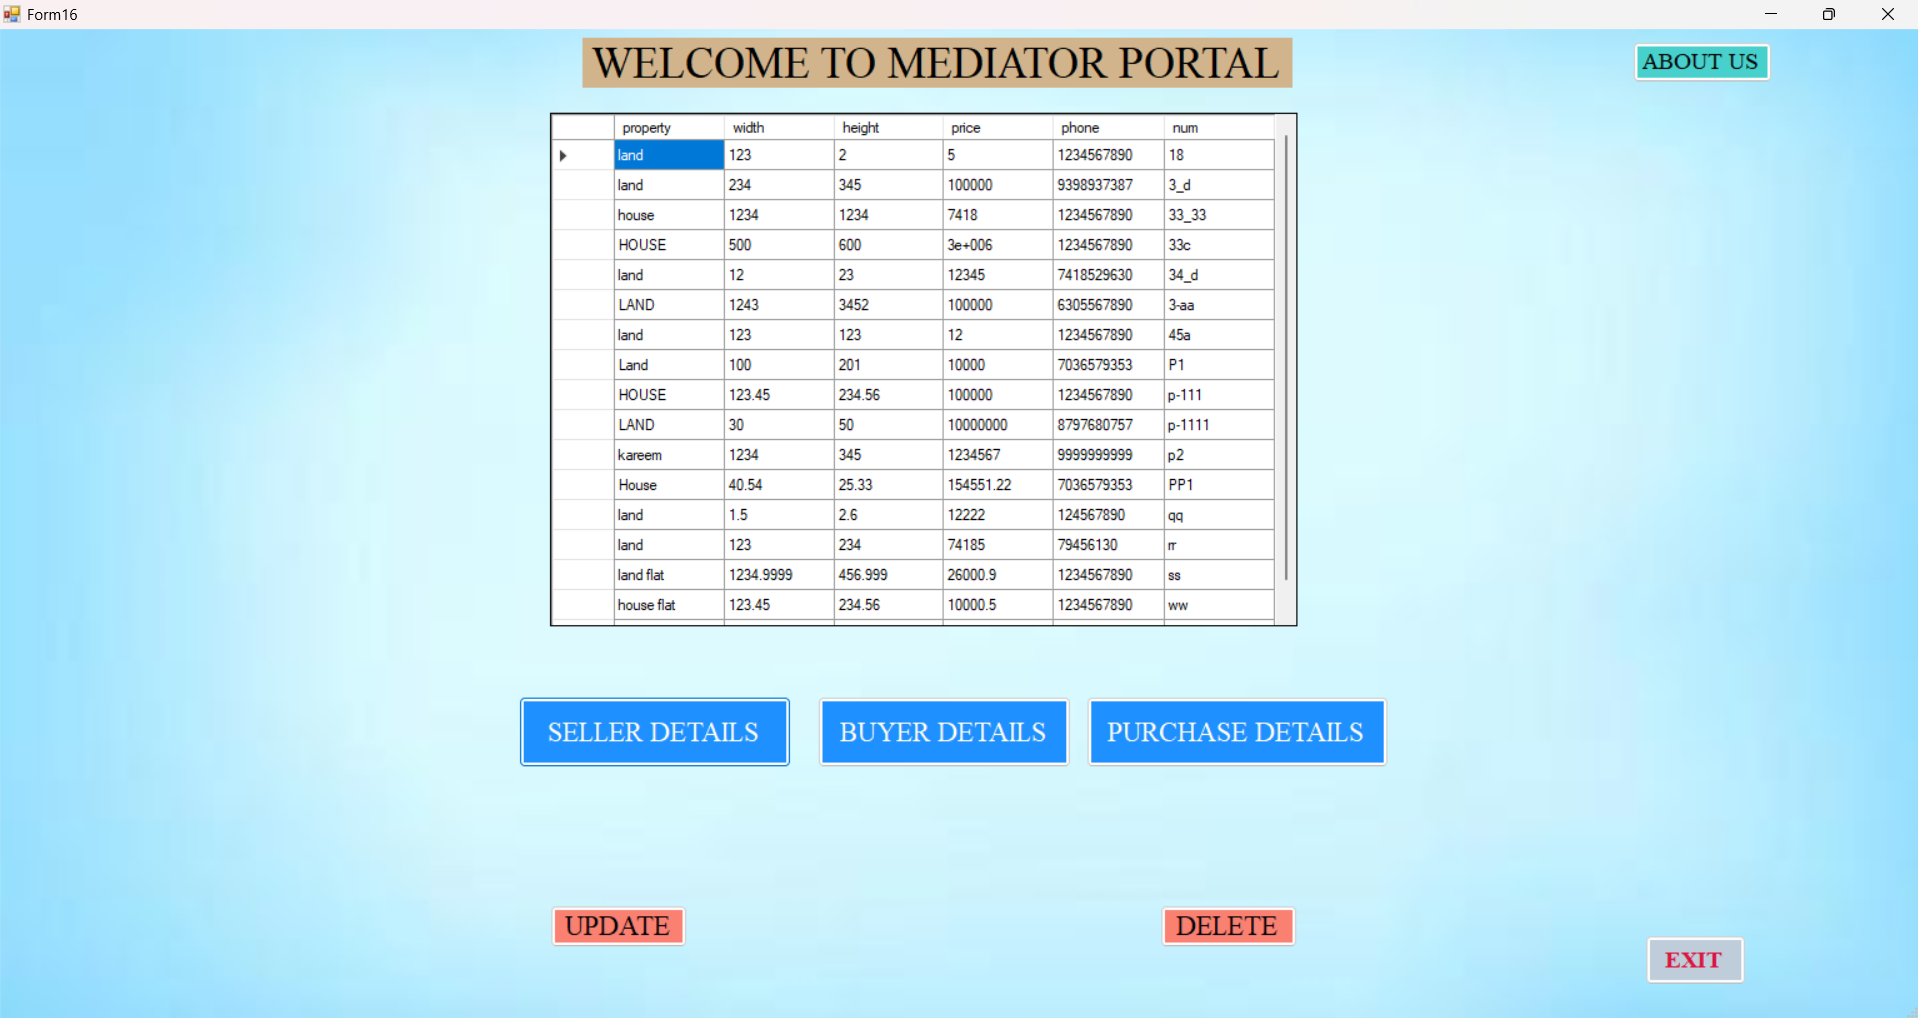 Form16
WELCOME TO MEDIATOR PORTAL
ABOUT US
property width height price phone num
land 123 2 5 1234567890 18
land 234 345 100000 9398937387 3_d
house 1234 1234 7418 1234567890 33_33
HOUSE 500 600 3e+006 1234567890 33c
land 12 23 12345 7418529630 34_d
LAND 1243 3452 100000 6305567890 3-aa
land 123 123 12 1234567890 45a
Land 100 201 10000 7036579353 P1
HOUSE 123.45 234.56 100000 1234567890 p-111
LAND 30 50 10000000 8797680757 p-1111
kareem 1234 345 1234567 9999999999 p2
House 40.54 25.33 154551.22 7036579353 PP1
land 1.5 2.6 12222 124567890 qq
land 123 234 74185 79456130 rr
land flat 1234.9999 456.999 26000.9 1234567890 ss
house flat 123.45 234.56 10000.5 1234567890 ww
SELLER DETAILS BUYER DETAILS PURCHASE DETAILS
UPDATE DELETE
EXIT